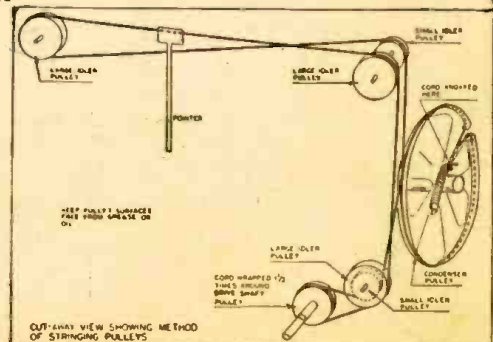 SMALL IDLER
PULLEY
LARGE IDLER
PULLEY
LARGE IDLER
PULLEY
CORD KNOTTED
HERE
POINTER
KEEP PULLEY SURFACES
FREE FROM GREASE OR
OIL
LARGE IDLER
PULLEY
CORD WRAPPED 1 1/2
TIMES AROUND
DRIVE SHAFT
PULLEY
CONDENSER
PULLEY
SMALL IDLER
PULLEY
CUT-AWAY VIEW SHOWING METHOD
OF STRINGING PULLEYS